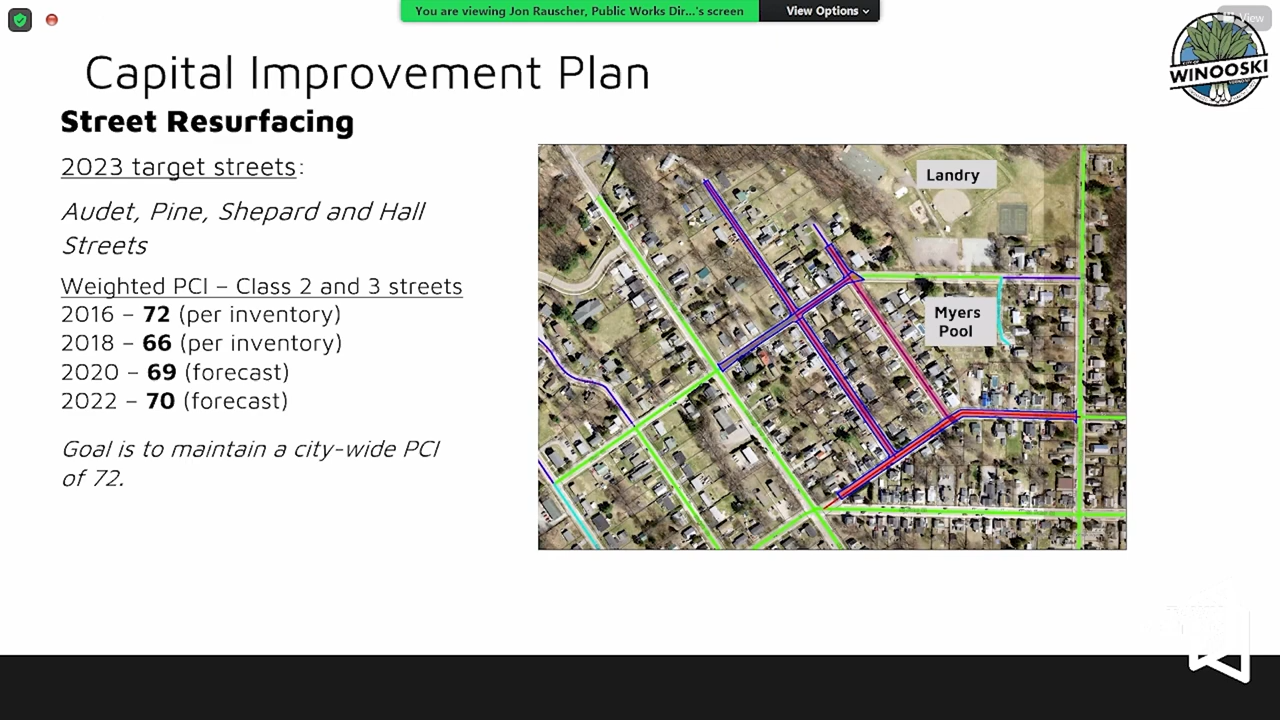 You are viewing Jon Rauscher, Public Works Dir...'s screen
View Options
View
Capital Improvement Plan
WINOOSKI
Street Resurfacing
2023 target streets:
Audet, Pine, Shepard and Hall
Streets
Weighted PCI – Class 2 and 3 streets
2016 – 72 (per inventory)
2018 – 66 (per inventory)
2020 – 69 (forecast)
2022 – 70 (forecast)
Goal is to maintain a city-wide PCI
of 72.
Landry
Myers
Pool